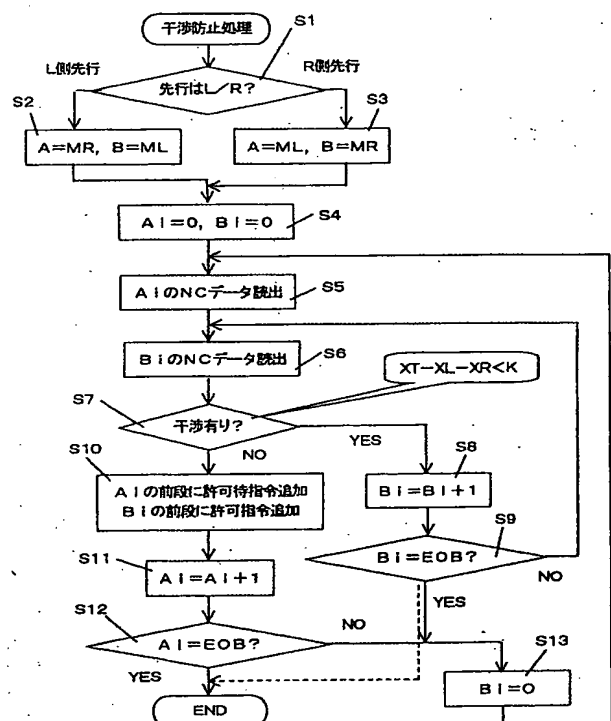 干渉防止処理
S1
L側先行
R側先行
先行はL/R?
S2
S3
A=MR, B=ML
A=ML, B=MR
Ai=0, Bi=0
S4
AiのNCデータ読出
S5
BiのNCデータ読出
S6
XT-XL-XR<K
S7
干渉有り?
YES
NO
S8
S10
Aiの前段に許可待指令追加
Biの前段に許可指令追加
Bi=Bi+1
S9
S11
Ai=Ai+1
Bi=EOB?
NO
YES
S12
Ai=EOB?
NO
S13
YES
Bi=0
END